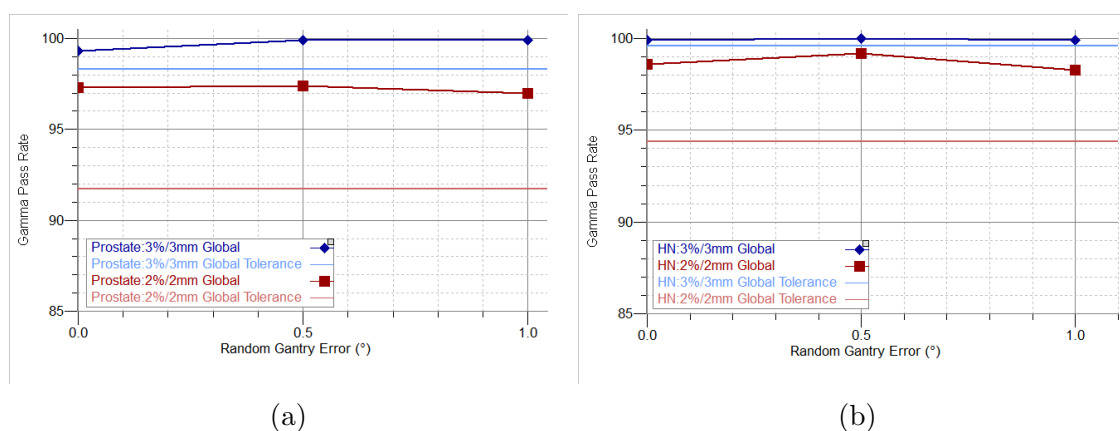 100
95
90
85
Gamma Pass Rate
Prostate:3%/3mm Global
Prostate:3%/3mm Global Tolerance
Prostate:2%/2mm Global
Prostate:2%/2mm Global Tolerance
0.0
0.5
1.0
Random Gantry Error (°)
(a)
100
95
90
85
Gamma Pass Rate
HN:3%/3mm Global
HN:2%/2mm Global
HN:3%/3mm Global Tolerance
HN:2%/2mm Global Tolerance
0.0
0.5
1.0
Random Gantry Error (°)
(b)